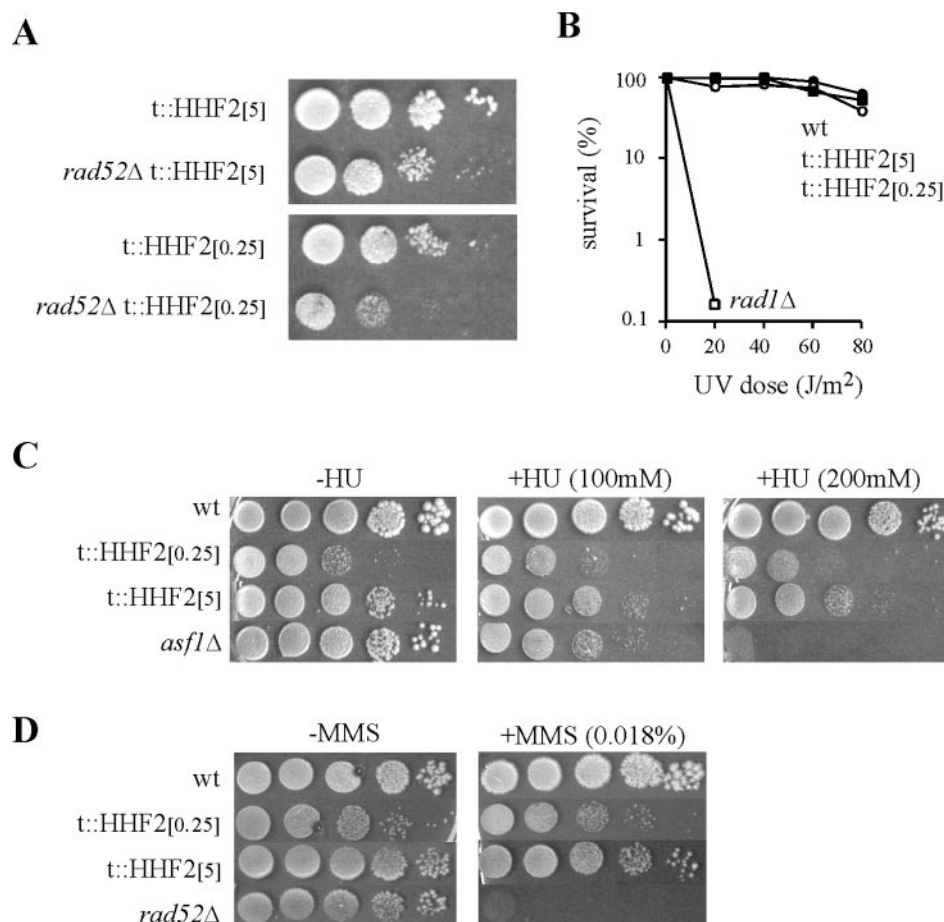 A
t::HHF2[5]
rad52Δ t::HHF2[5]
t::HHF2[0.25]
rad52Δ t::HHF2[0.25]
B
survival (%)
100
10
1
0.1
wt
t::HHF2[5]
t::HHF2[0.25]
rad1Δ
0 20 40 60 80
UV dose (J/m²)
C
-HU +HU (100mM) +HU (200mM)
wt
t::HHF2[0.25]
t::HHF2[5]
asf1Δ
D
-MMS +MMS (0.018%)
wt
t::HHF2[0.25]
t::HHF2[5]
rad52Δ